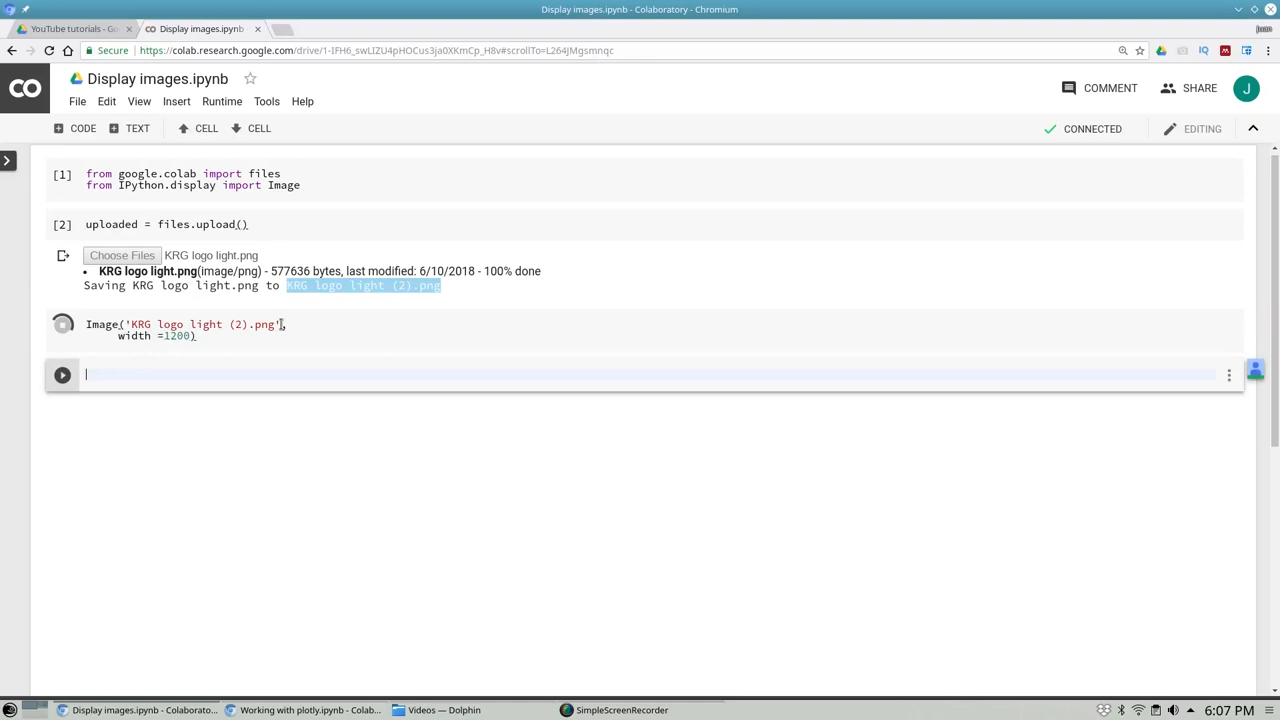 Display images.ipynb - Colaboratory - Chromium
YouTube tutorials - Go
Display images.ipynb - Co
juan
Secure
https://colab.research.google.com/drive/1-IFH6_swLIZU4pHOCus3ja0XKmCp_H8v#scrollTo=L264JMgsmnqc
CO
Display images.ipynb
File Edit View Insert Runtime Tools Help
COMMENT SHARE J
CODE TEXT CELL CELL
CONNECTED EDITING
[1] from google.colab import files
from IPython.display import Image
[2] uploaded = files.upload()
Choose Files KRG logo light.png
• KRG logo light.png(image/png) - 577636 bytes, last modified: 6/10/2018 - 100% done
Saving KRG logo light.png to KRG logo light (2).png
Image('KRG logo light (2).png',
width =1200)
Display images.ipynb - Colaborato...
Working with plotly.ipynb - Colab...
Videos — Dolphin
SimpleScreenRecorder
6:07 PM